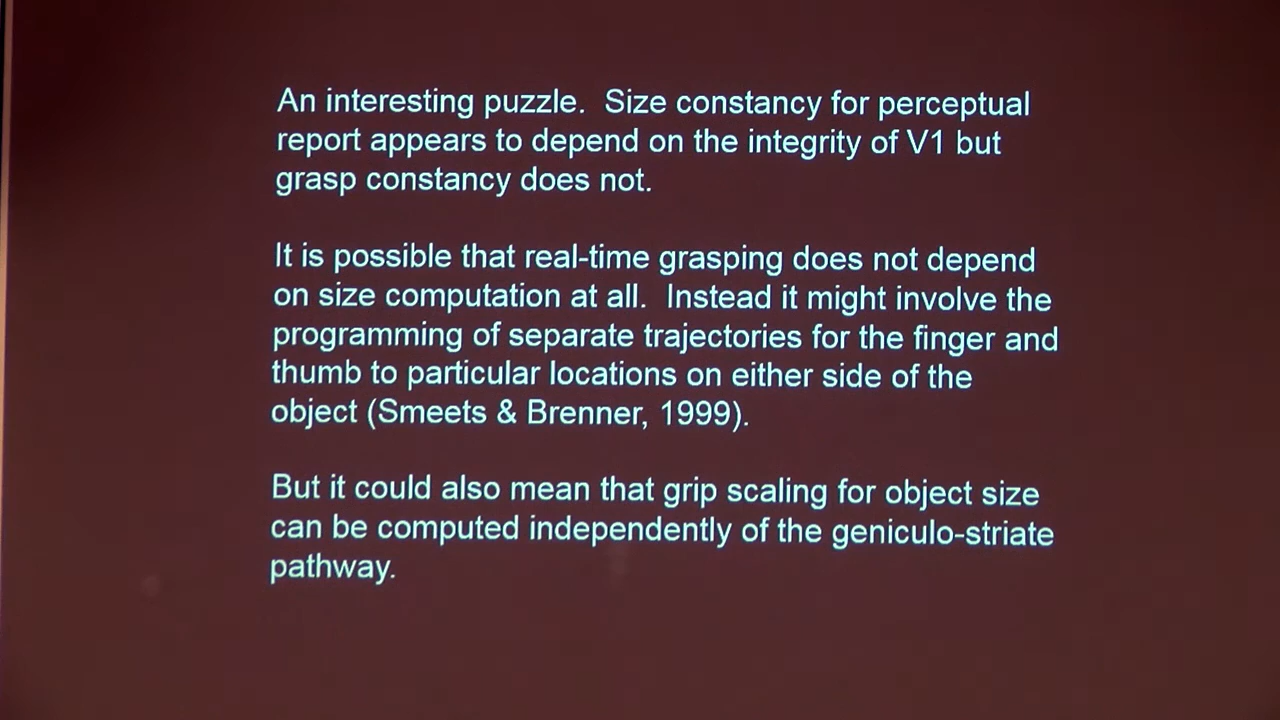 An interesting puzzle.  Size constancy for perceptual
report appears to depend on the integrity of V1 but
grasp constancy does not.
It is possible that real-time grasping does not depend
on size computation at all.  Instead it might involve the
programming of separate trajectories for the finger and
thumb to particular locations on either side of the
object (Smeets & Brenner, 1999).
But it could also mean that grip scaling for object size
can be computed independently of the geniculo-striate
pathway.